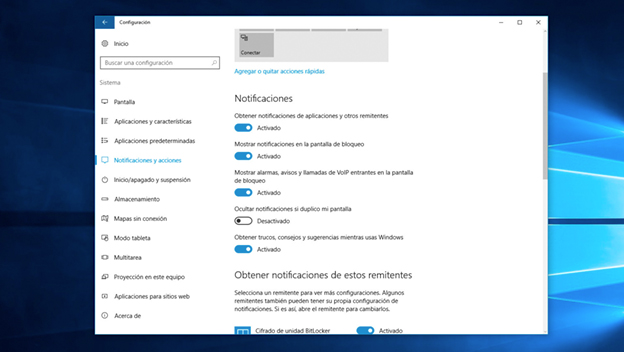 Configuración
Inicio
Buscar una configuración
Sistema
Pantalla
Aplicaciones y características
Aplicaciones predeterminadas
Notificaciones y acciones
Inicio/apagado y suspensión
Almacenamiento
Mapas sin conexión
Modo tableta
Multitarea
Proyección en este equipo
Aplicaciones para sitios web
Acerca de
Conectar
Agregar o quitar acciones rápidas
Notificaciones
Obtener notificaciones de aplicaciones y otros remitentes
Activado
Mostrar notificaciones en la pantalla de bloqueo
Activado
Mostrar alarmas, avisos y llamadas de VoIP entrantes en la pantalla
de bloqueo
Activado
Ocultar notificaciones si duplico mi pantalla
Desactivado
Obtener trucos, consejos y sugerencias mientras usas Windows
Activado
Obtener notificaciones de estos remitentes
Selecciona un remitente para ver más configuraciones. Algunos
remitentes también pueden tener su propia configuración de
notificaciones. Si es así, abre el remitente para cambiarlos.
Cifrado de unidad BitLocker Activado